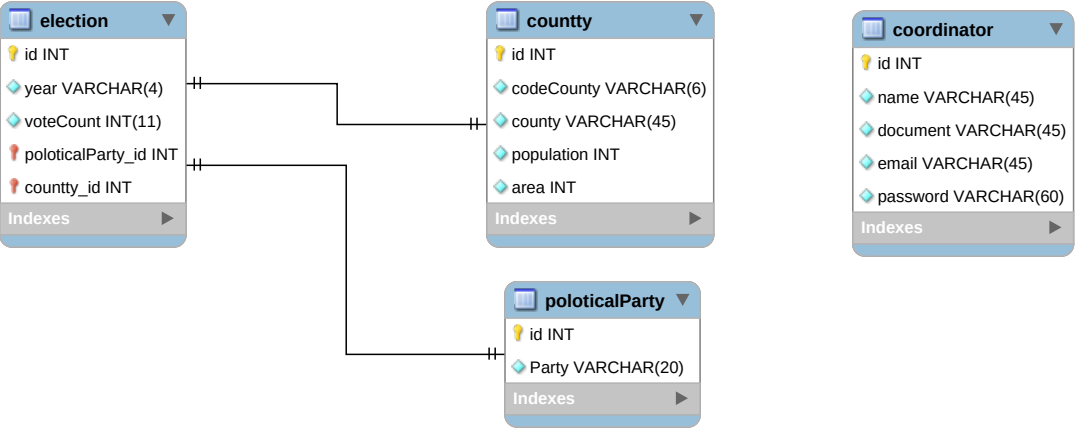 election
id INT
year VARCHAR(4)
voteCount INT(11)
poloticalParty_id INT
countty_id INT
Indexes
countty
id INT
codeCounty VARCHAR(6)
county VARCHAR(45)
population INT
area INT
Indexes
coordinator
id INT
name VARCHAR(45)
document VARCHAR(45)
email VARCHAR(45)
password VARCHAR(60)
Indexes
poloticalParty
id INT
Party VARCHAR(20)
Indexes